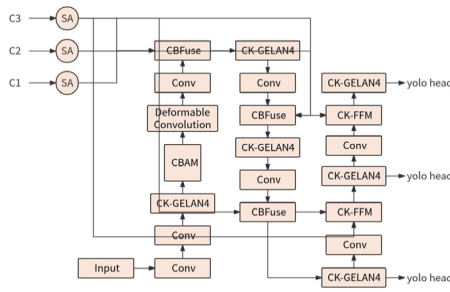 C3 SA
C2 SA CBFuse CK-GELAN4
C1 SA Conv Conv CK-GELAN4 yolo head
Deformable
Convolution CBFuse CK-FFM
CBAM CK-GELAN4 Conv
Conv CK-GELAN4 yolo head
CK-GELAN4 CBFuse CK-FFM
Conv Conv
Input Conv CK-GELAN4 yolo head